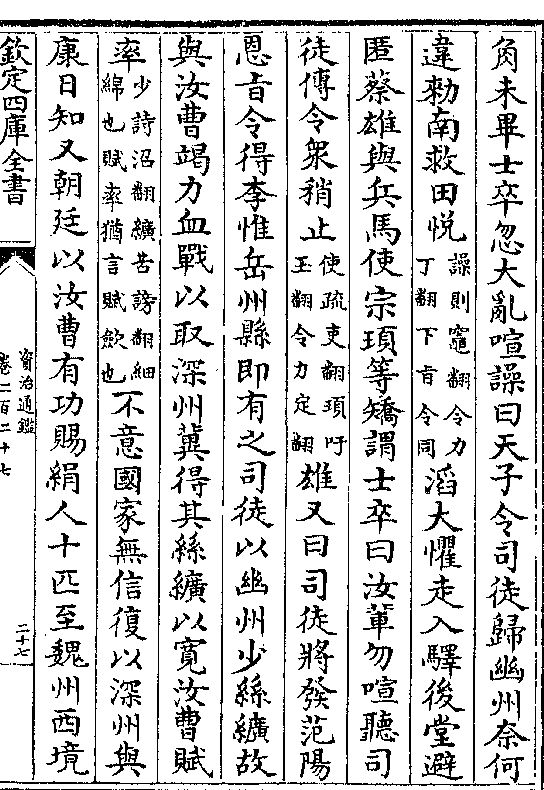 角未畢士卒忽大亂喧譟曰天子令司徒歸幽州奈何
違勑南救田悅譟則竈翻令力丁翻下旨令同滔大懼走入驛後堂避
匿蔡雄與兵馬使宗頊等矯謂士卒曰汝軰勿喧聽司
徒傳令衆稍止使疏吏翻頊吁玉翻令力定翻雄又曰司徒將發范陽
恩旨令得李惟岳州縣即有之司徒以幽州少絲纊故
與汝曹竭力血戰以取深州冀得其絲纊以寛汝曹賦
率少詩沼翻纊苦謗翻細綿也賦率猶言賦歛也不意國家無信復以深州與
康日知又朝廷以汝曹有功賜絹人十匹至魏州西境
欽定四庫全書
資治通鑑
卷二百二十七
二十七